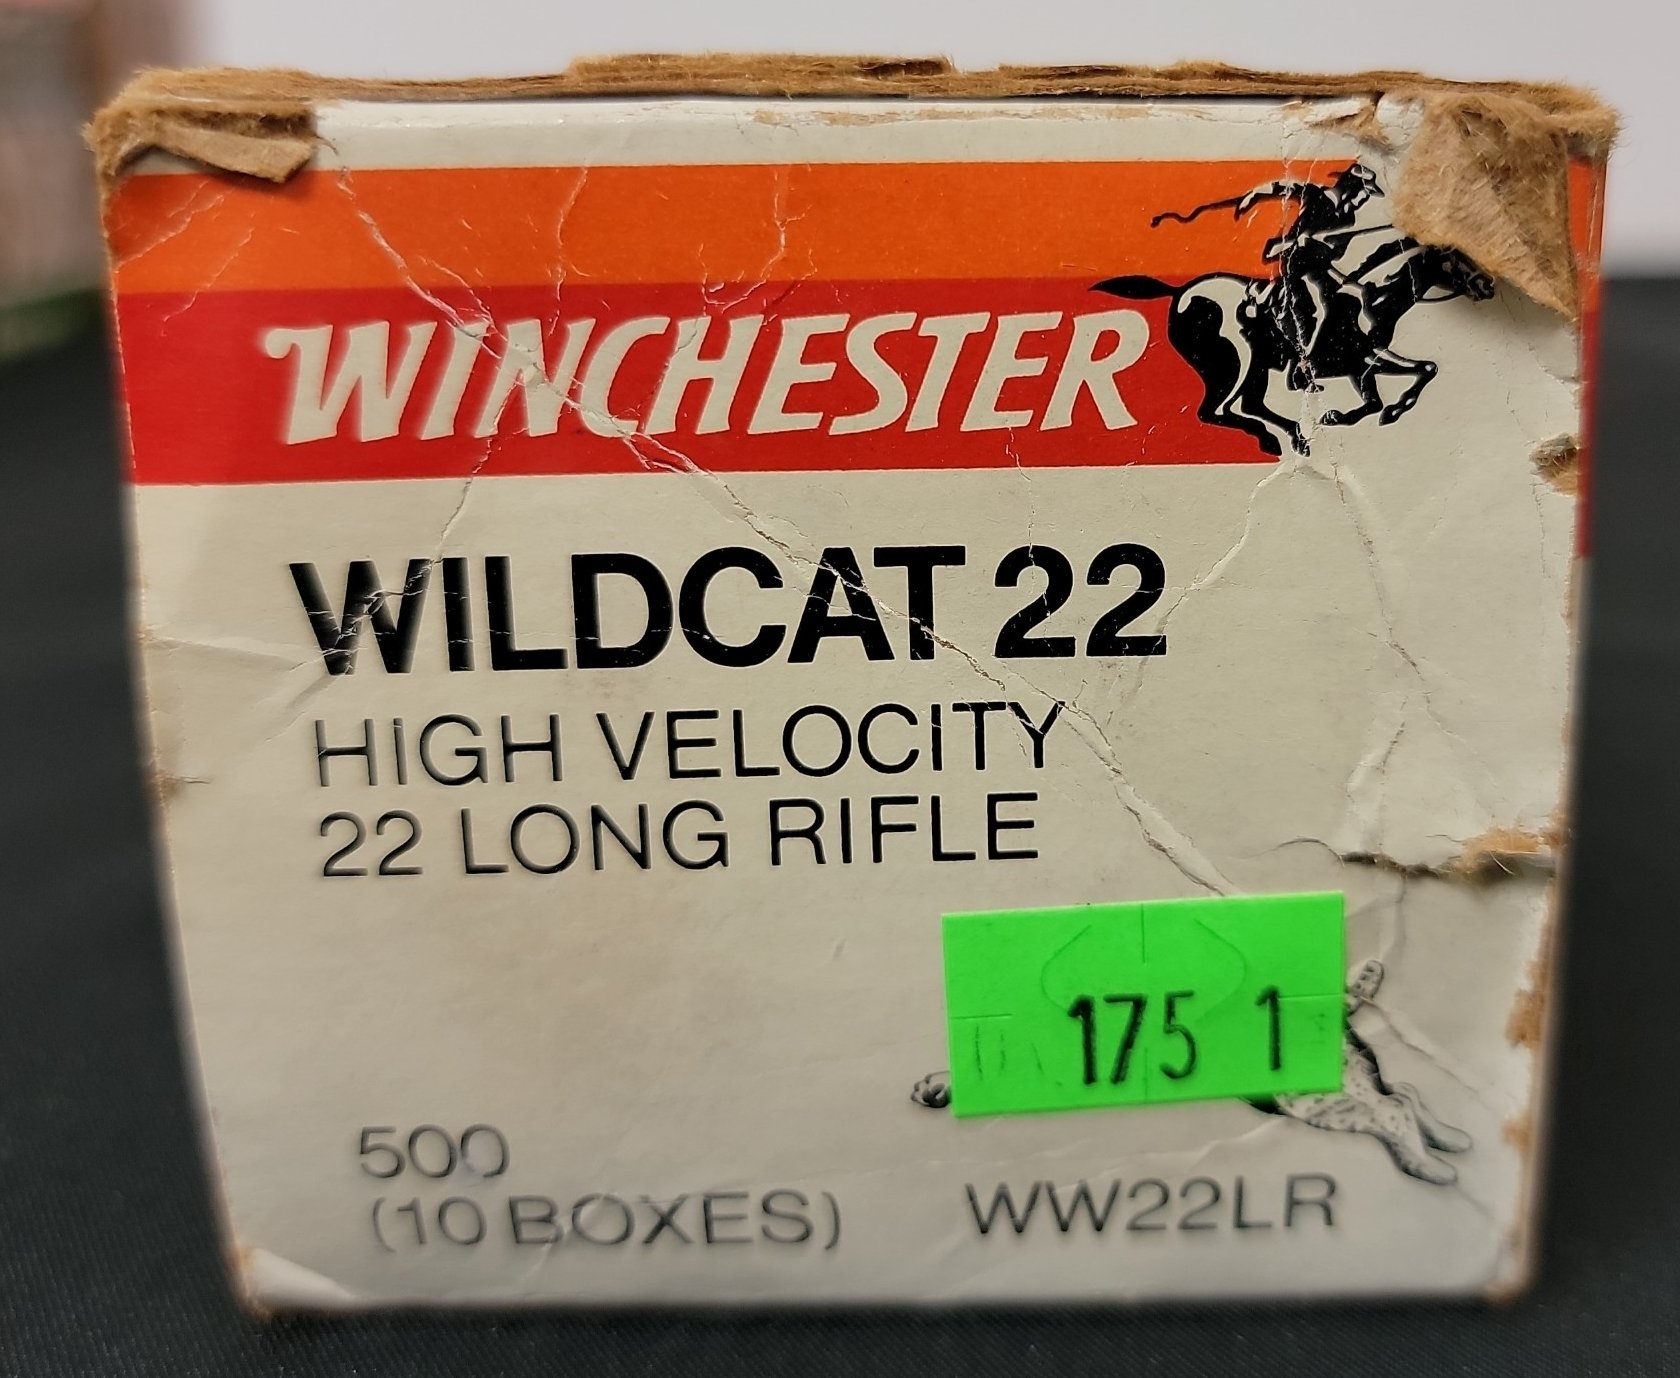 WINCHESTER
WILDCAT 22
HIGH VELOCITY
22 LONG RIFLE
175 1
500
(10 BOXES) WW22LR